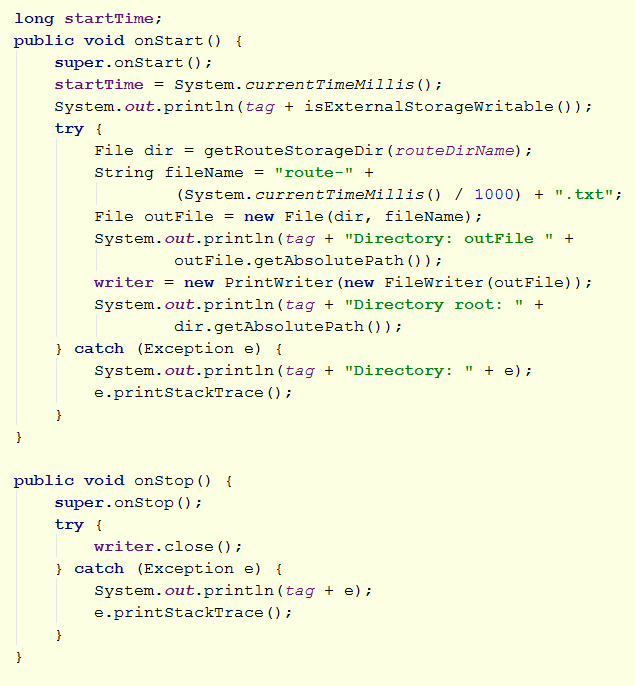 long startTime;
public void onStart() {
    super.onStart();
    startTime = System.currentTimeMillis();
    System.out.println(tag + isExternalStorageWritable());
    try {
        File dir = getRouteStorageDir(routeDirName);
        String fileName = "route-" +
                (System.currentTimeMillis() / 1000) + ".txt";
        File outFile = new File(dir, fileName);
        System.out.println(tag + "Directory: outFile " +
                outFile.getAbsolutePath());
        writer = new PrintWriter(new FileWriter(outFile));
        System.out.println(tag + "Directory root: " +
                dir.getAbsolutePath());
    } catch (Exception e) {
        System.out.println(tag + "Directory: " + e);
        e.printStackTrace();
    }
}

public void onStop() {
    super.onStop();
    try {
        writer.close();
    } catch (Exception e) {
        System.out.println(tag + e);
        e.printStackTrace();
    }
}